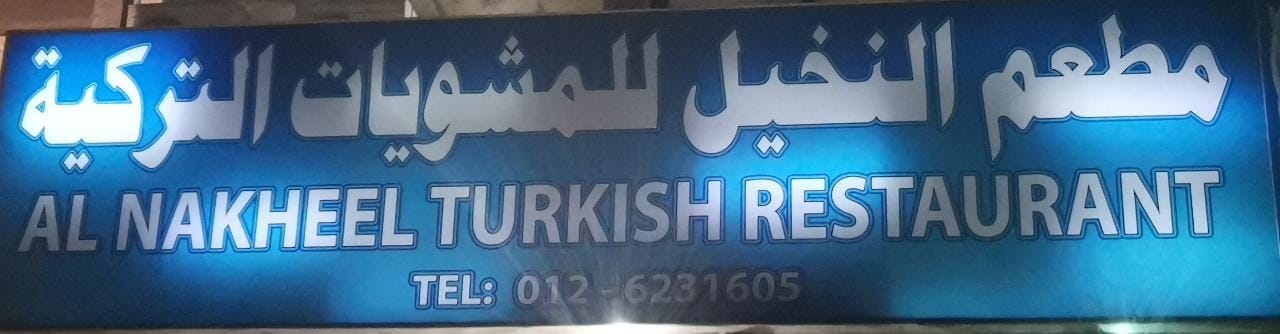 مطعم النخيل للمشويات التركية
AL NAKHEEL TURKISH RESTAURANT
TEL: 012 - 6231605